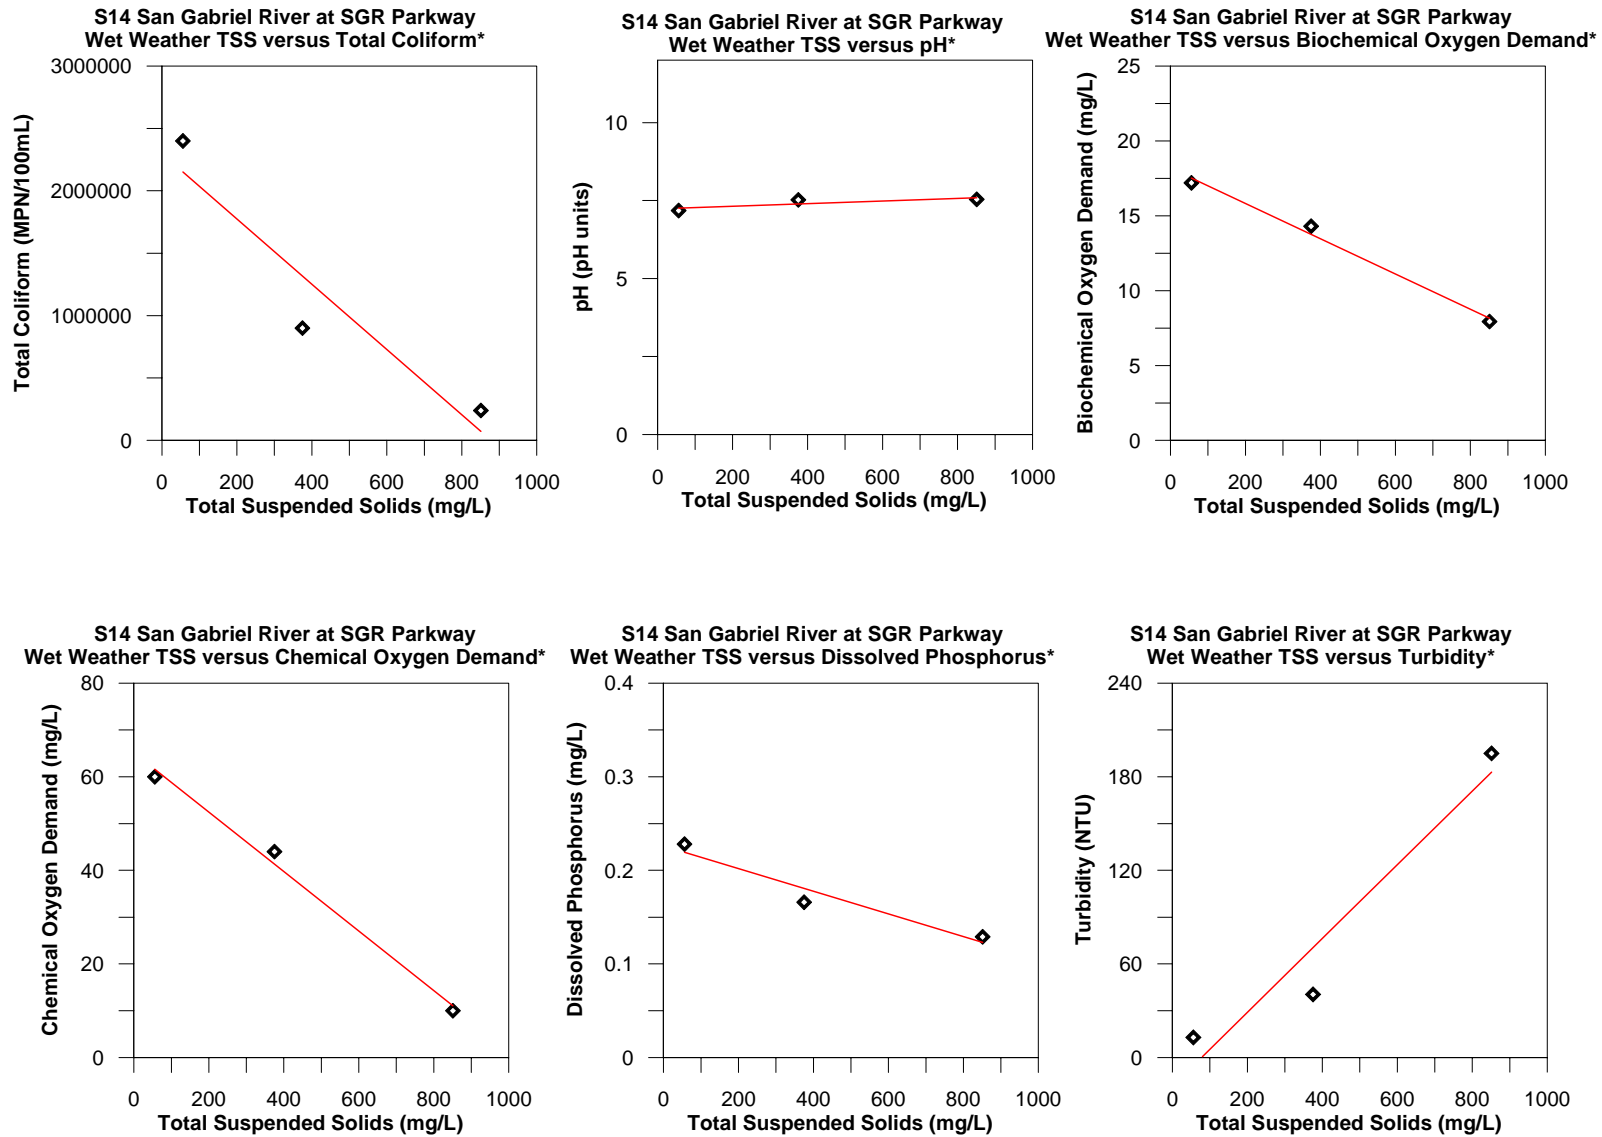 S14 San Gabriel River at SGR Parkway
Wet Weather TSS versus Total Coliform*
3000000
2000000
1000000
0
Total Coliform (MPN/100mL)
0 200 400 600 800 1000
Total Suspended Solids (mg/L)
S14 San Gabriel River at SGR Parkway
Wet Weather TSS versus pH*
10
5
0
pH (pH units)
0 200 400 600 800 1000
Total Suspended Solids (mg/L)
S14 San Gabriel River at SGR Parkway
Wet Weather TSS versus Biochemical Oxygen Demand*
25
20
15
10
5
0
Biochemical Oxygen Demand (mg/L)
0 200 400 600 800 1000
Total Suspended Solids (mg/L)
S14 San Gabriel River at SGR Parkway
Wet Weather TSS versus Chemical Oxygen Demand*
80
60
40
20
0
Chemical Oxygen Demand (mg/L)
0 200 400 600 800 1000
Total Suspended Solids (mg/L)
S14 San Gabriel River at SGR Parkway
Wet Weather TSS versus Dissolved Phosphorus*
0.4
0.3
0.2
0.1
0
Dissolved Phosphorus (mg/L)
0 200 400 600 800 1000
Total Suspended Solids (mg/L)
S14 San Gabriel River at SGR Parkway
Wet Weather TSS versus Turbidity*
240
180
120
60
0
Turbidity (NTU)
0 200 400 600 800 1000
Total Suspended Solids (mg/L)